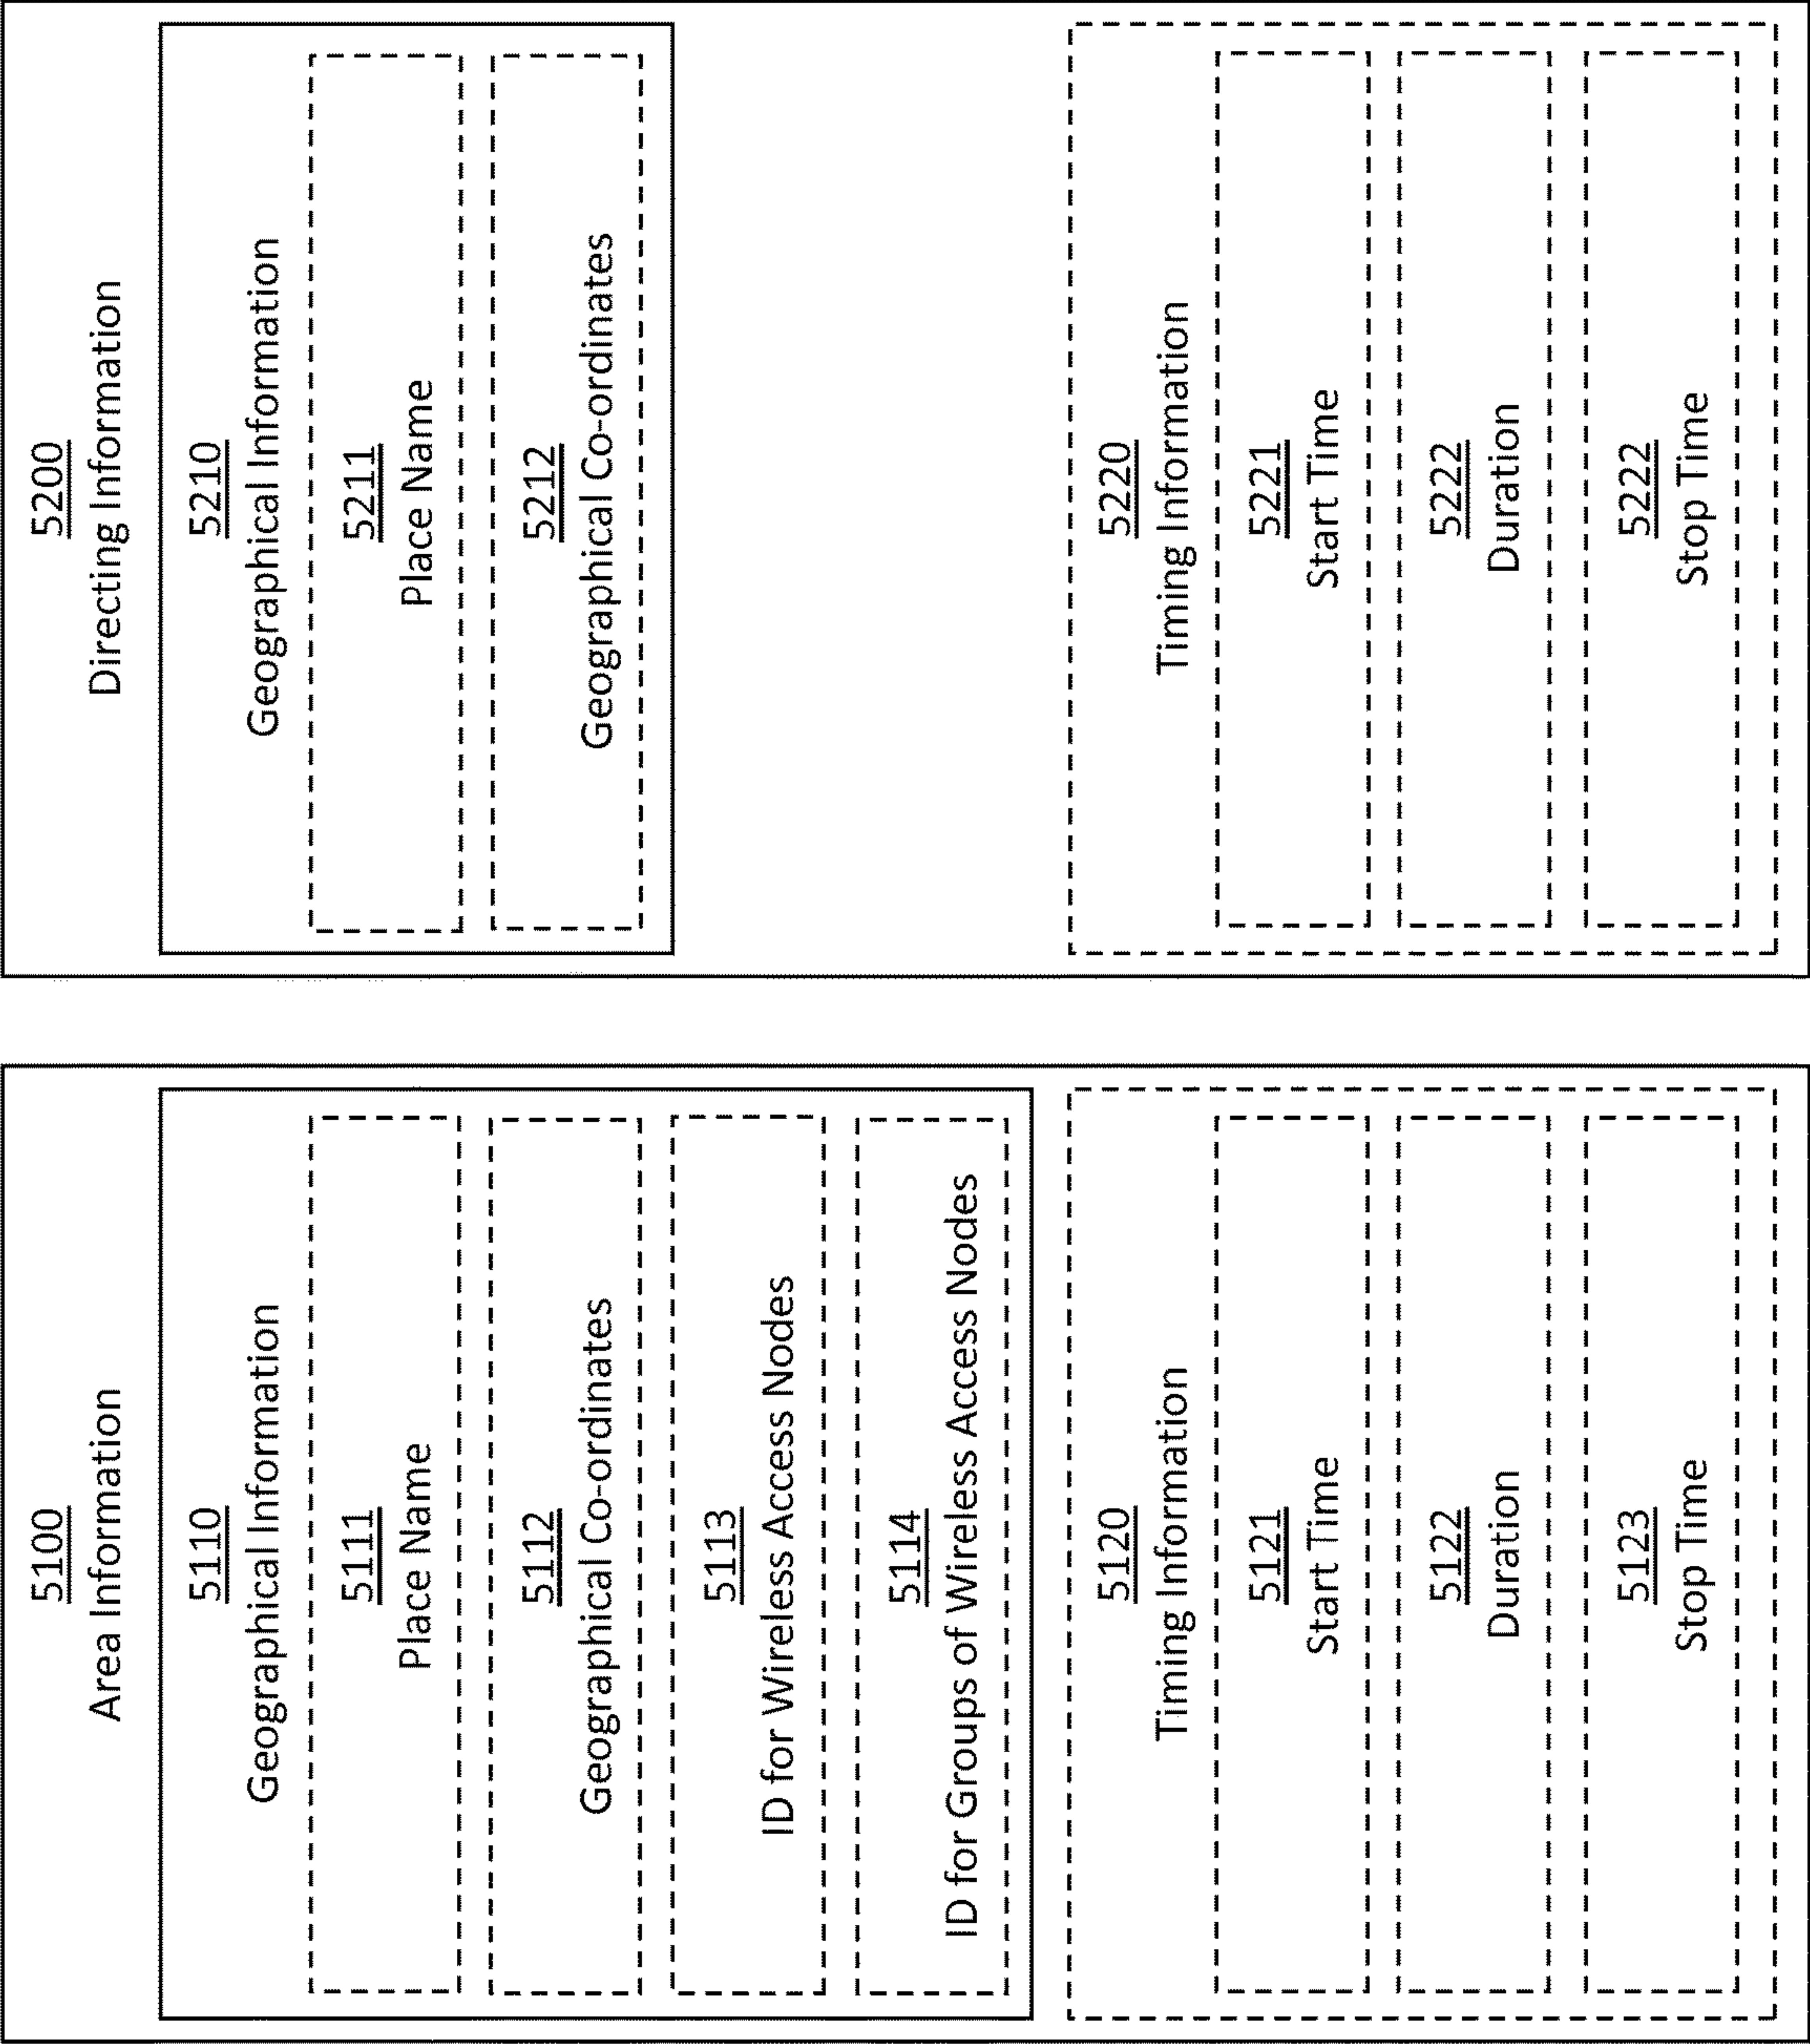 5100
Area Information
5110
Geographical Information
5111
Place Name
5112
Geographical Co-ordinates
5113
ID for Wireless Access Nodes
5114
ID for Groups of Wireless Access Nodes
5120
Timing Information
5121
Start Time
5122
Duration
5123
Stop Time
5200
Directing Information
5210
Geographical Information
5211
Place Name
5212
Geographical Co-ordinates
5220
Timing Information
5221
Start Time
5222
Duration
5222
Stop Time